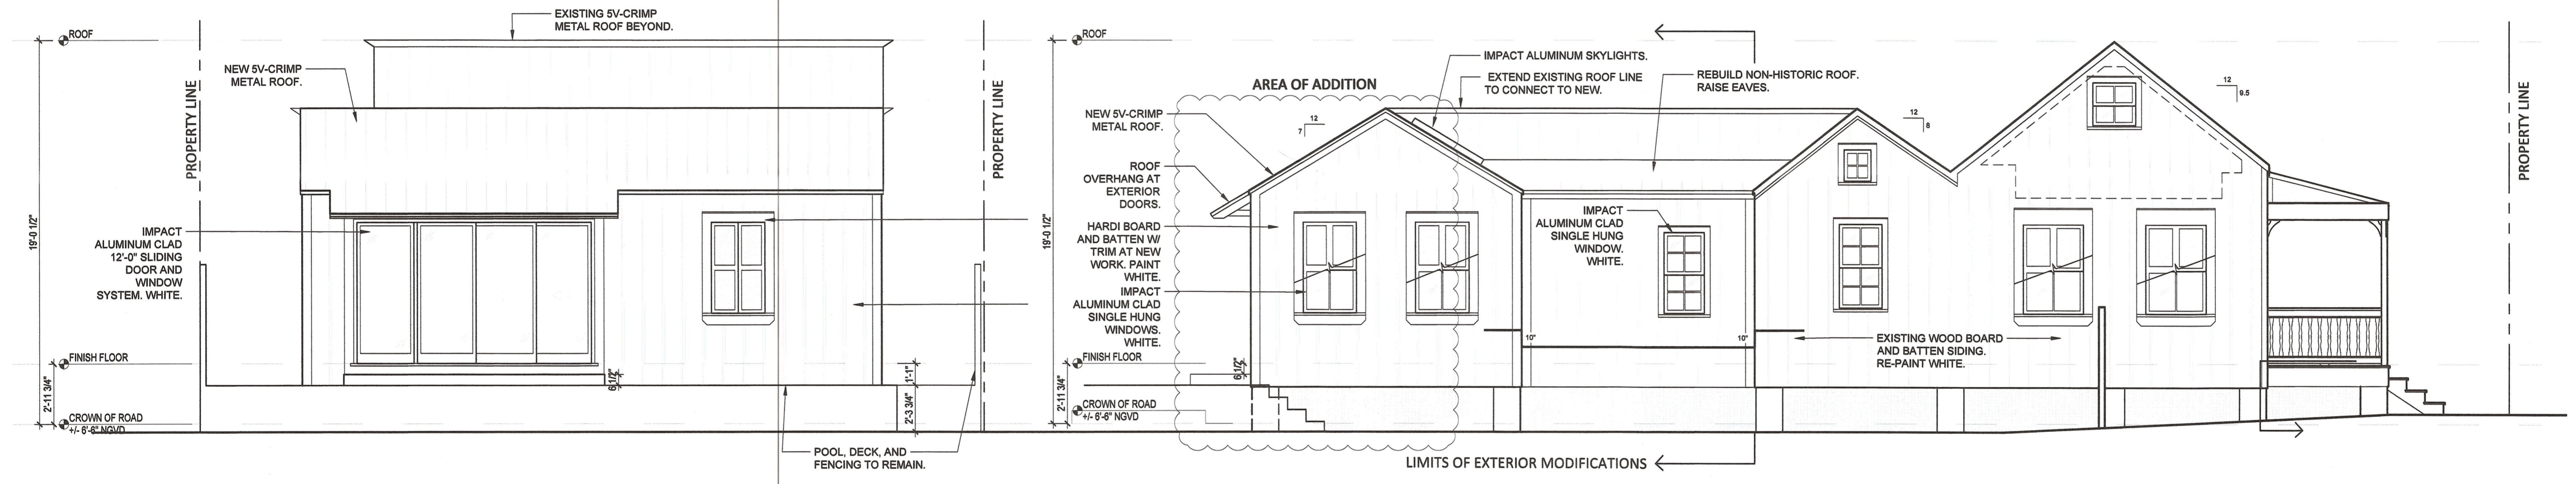 EXISTING 5V-CRIMP
METAL ROOF BEYOND.
ROOF
NEW 5V-CRIMP
METAL ROOF.
PROPERTY LINE
PROPERTY LINE
19'-0 1/2"
IMPACT
ALUMINUM CLAD
12'-0" SLIDING
DOOR AND
WINDOW
SYSTEM. WHITE.
FINISH FLOOR
2'-11 3/4"
CROWN OF ROAD
+/- 6'-6" NGVD
6 1/2"
1'-1"
2'-3 3/4"
POOL, DECK, AND
FENCING TO REMAIN.
ROOF
19'-0 1/2"
AREA OF ADDITION
IMPACT ALUMINUM SKYLIGHTS.
EXTEND EXISTING ROOF LINE
TO CONNECT TO NEW.
REBUILD NON-HISTORIC ROOF.
RAISE EAVES.
12
9.5
PROPERTY LINE
NEW 5V-CRIMP
METAL ROOF.
12
7
12
8
ROOF
OVERHANG AT
EXTERIOR
DOORS.
HARDI BOARD
AND BATTEN W/
TRIM AT NEW
WORK. PAINT
WHITE.
IMPACT
ALUMINUM CLAD
SINGLE HUNG
WINDOWS.
WHITE.
IMPACT
ALUMINUM CLAD
SINGLE HUNG
WINDOW.
WHITE.
10"
10"
EXISTING WOOD BOARD
AND BATTEN SIDING.
RE-PAINT WHITE.
FINISH FLOOR
6 1/2"
2'-11 3/4"
CROWN OF ROAD
+/- 6'-6" NGVD
LIMITS OF EXTERIOR MODIFICATIONS